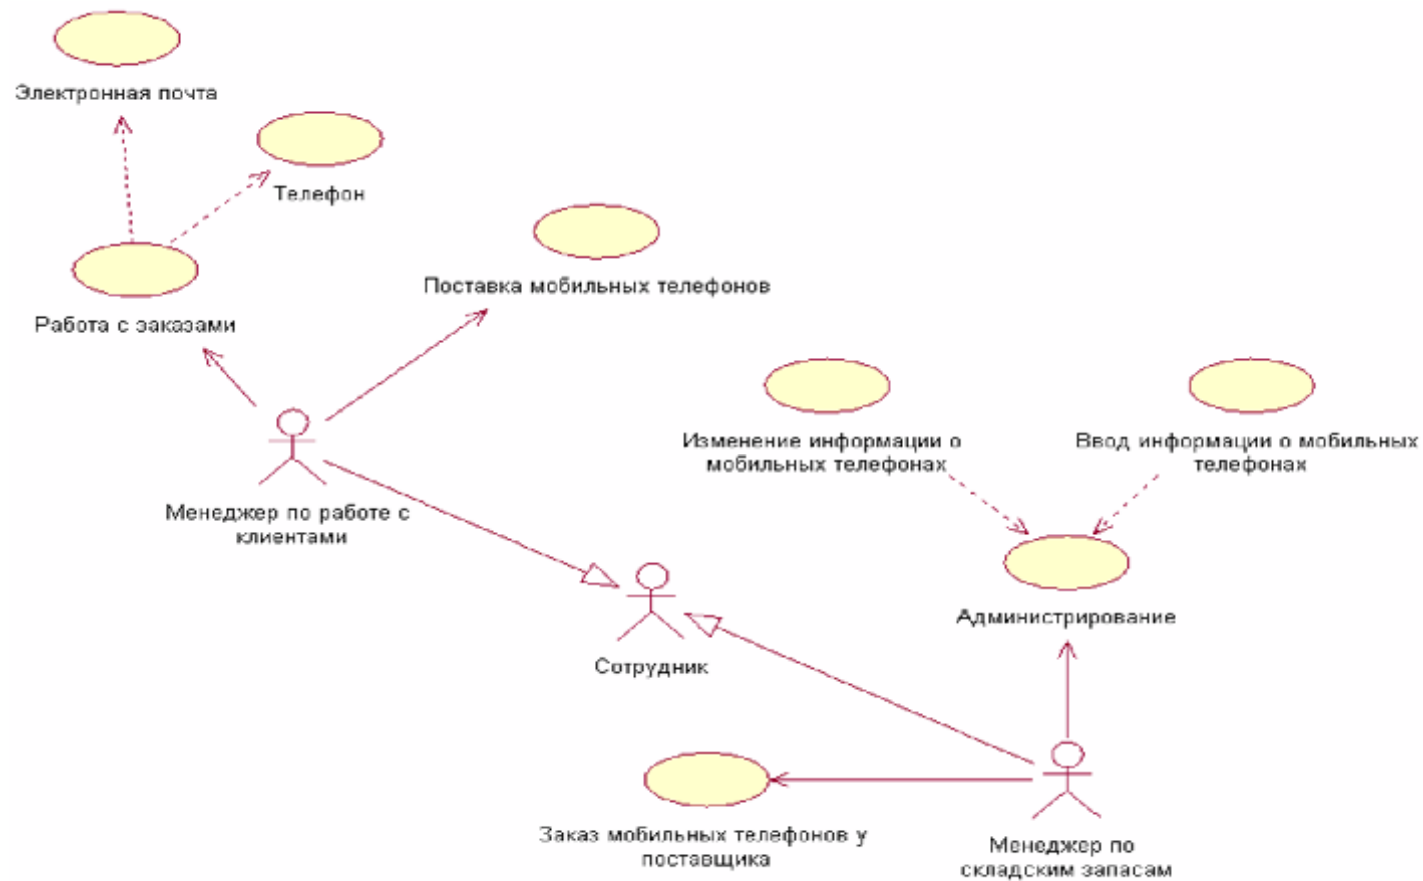 Электронная почта
Телефон
Поставка мобильных телефонов
Работа с заказами
Изменение информации о
мобильных телефонах
Ввод информации о мобильных
телефонах
Менеджер по работе с
клиентами
Администрирование
Сотрудник
Заказ мобильных телефонов у
поставщика
Менеджер по
складским запасам